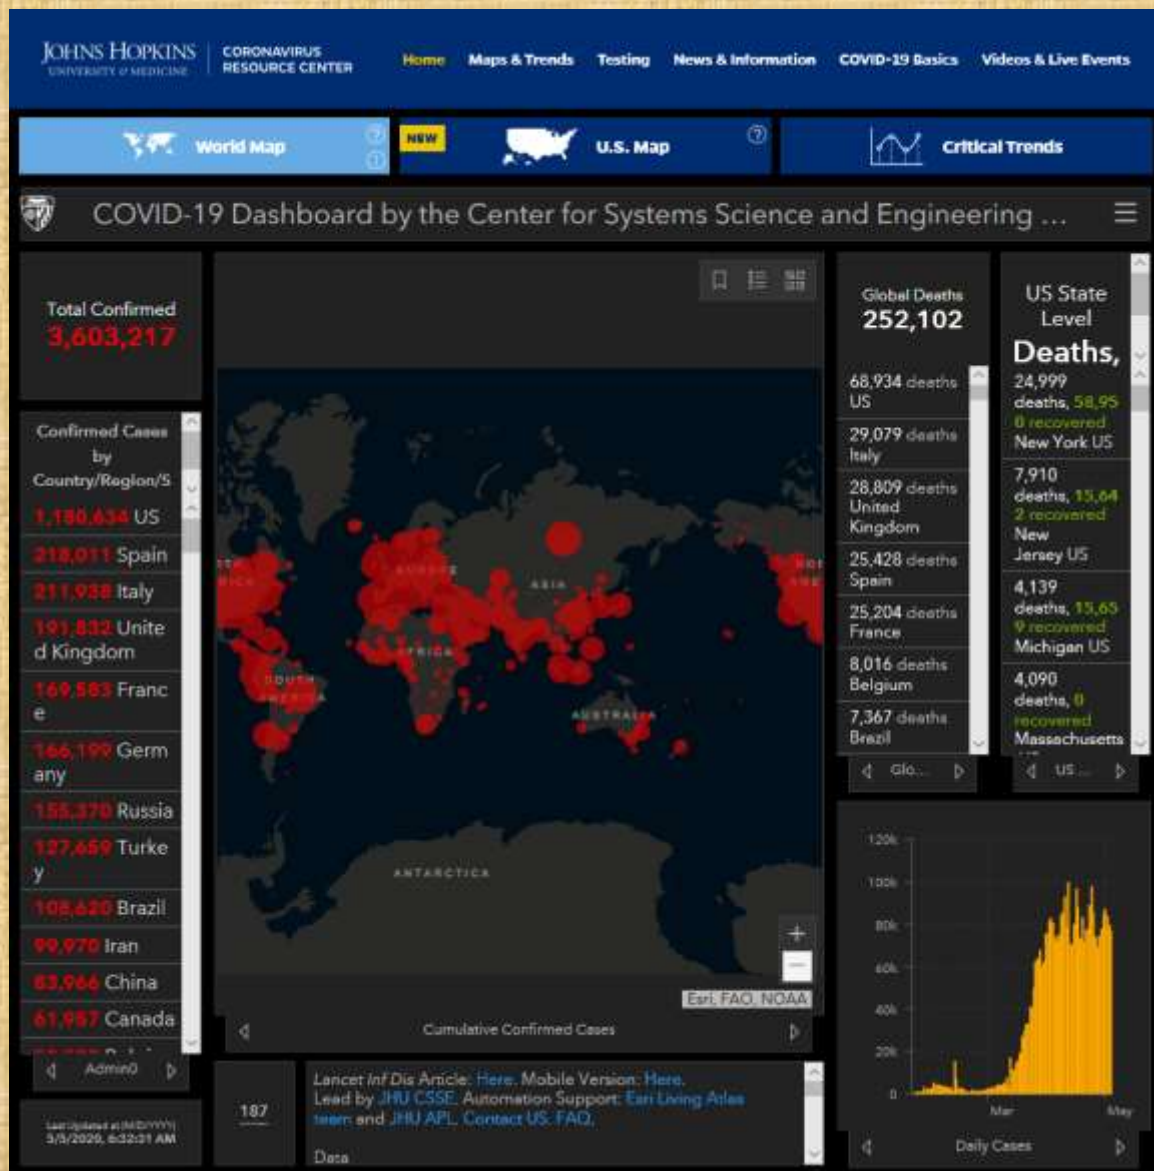 JOHNS HOPKINS
UNIVERSITY & MEDICINE
CORONAVIRUS
RESOURCE CENTER
Home
Maps & Trends
Testing
News & Information
COVID-19 Basics
Videos & Live Events
World Map
NEW
U.S. Map
Critical Trends
COVID-19 Dashboard by the Center for Systems Science and Engineering ...
Total Confirmed
3,603,217
Confirmed Cases
by
Country/Region/S
1,180,634 US
218,011 Spain
211,938 Italy
191,832 Unite
d Kingdom
169,583 Franc
e
166,199 Germ
any
155,370 Russia
127,659 Turke
y
108,620 Brazil
99,970 Iran
83,966 China
61,957 Canada
Admin0
Last Updated at (M/D/YYYY)
5/5/2020, 6:32:31 AM
EUROPE
ASIA
AFRICA
SOUTH
AMERICA
AUSTRALIA
ANTARCTICA
Esri, FAO, NOAA
Cumulative Confirmed Cases
187
Lancet Inf Dis Article: Here. Mobile Version: Here.
Lead by JHU CSSE. Automation Support: Esri Living Atlas
team and JHU APL. Contact US. FAQ.
Data
Global Deaths
252,102
68,934 deaths
US
29,079 deaths
Italy
28,809 deaths
United
Kingdom
25,428 deaths
Spain
25,204 deaths
France
8,016 deaths
Belgium
7,367 deaths
Brazil
Glo...
US State
Level
Deaths,
24,999
deaths, 58,95
0 recovered
New York US
7,910
deaths, 15,64
2 recovered
New
Jersey US
4,139
deaths, 15,65
9 recovered
Michigan US
4,090
deaths, 0
recovered
Massachusetts
US ...
120k
100k
80k
60k
40k
20k
0
Mar
May
Daily Cases